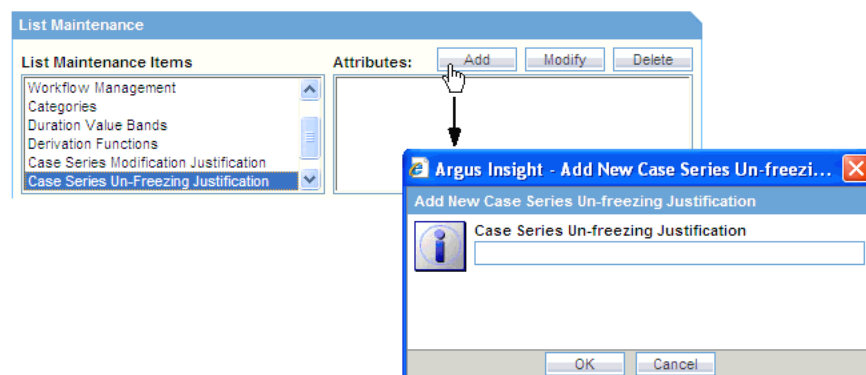 List Maintenance
List Maintenance Items
Attributes:
Add
Modify
Delete
Workflow Management
Categories
Duration Value Bands
Derivation Functions
Case Series Modification Justification
Case Series Un-Freezing Justification
Argus Insight - Add New Case Series Un-freezi...
Add New Case Series Un-freezing Justification
Case Series Un-freezing Justification
OK
Cancel